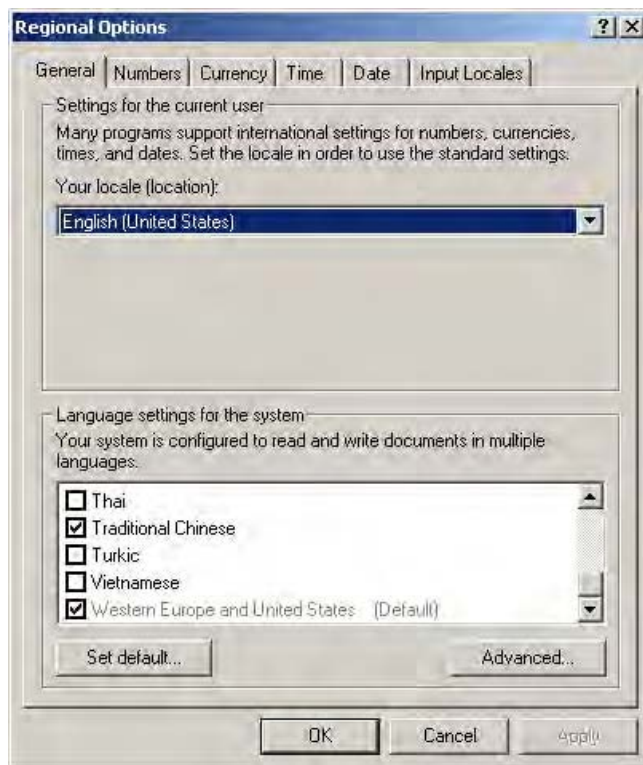 Regional Options
General
Numbers
Currency
Time
Date
Input Locales
Settings for the current user
Many programs support international settings for numbers, currencies,
times, and dates. Set the locale in order to use the standard settings.
Your locale (location):
English (United States)
Language settings for the system
Your system is configured to read and write documents in multiple
languages.
Thai
Traditional Chinese
Turkic
Vietnamese
Western Europe and United States (Default)
Set default...
Advanced...
OK
Cancel
Apply